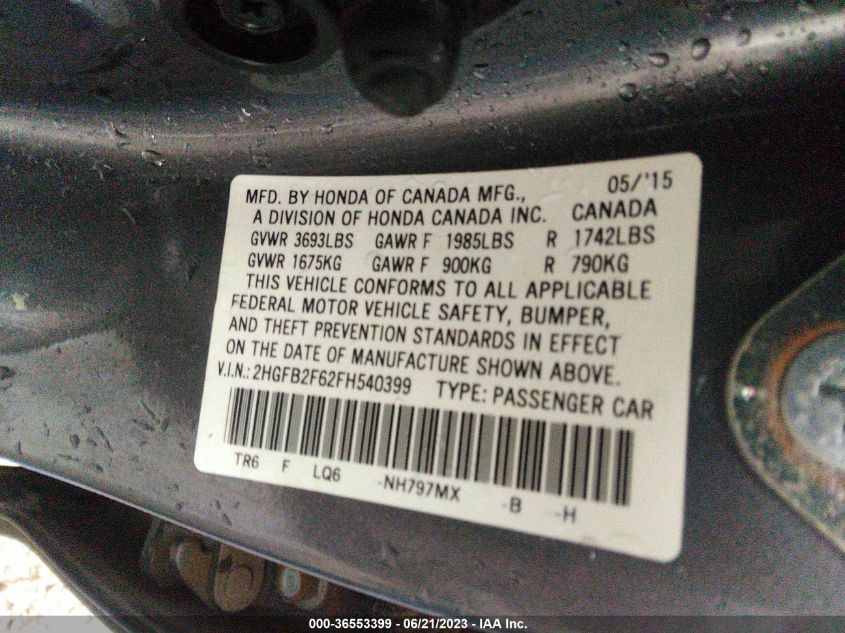 MFD. BY HONDA OF CANADA MFG., 05/'15
A DIVISION OF HONDA CANADA INC. CANADA
GVWR 3693LBS GAWR F 1985LBS R 1742LBS
GVWR 1675KG GAWR F 900KG R 790KG
THIS VEHICLE CONFORMS TO ALL APPLICABLE
FEDERAL MOTOR VEHICLE SAFETY, BUMPER,
AND THEFT PREVENTION STANDARDS IN EFFECT
ON THE DATE OF MANUFACTURE SHOWN ABOVE.
V.I.N.: 2HGFB2F62FH540399 TYPE: PASSENGER CAR
TR6 F LQ6 -NH797MX -B -H
000-36553399 - 06/21/2023 - IAA Inc.